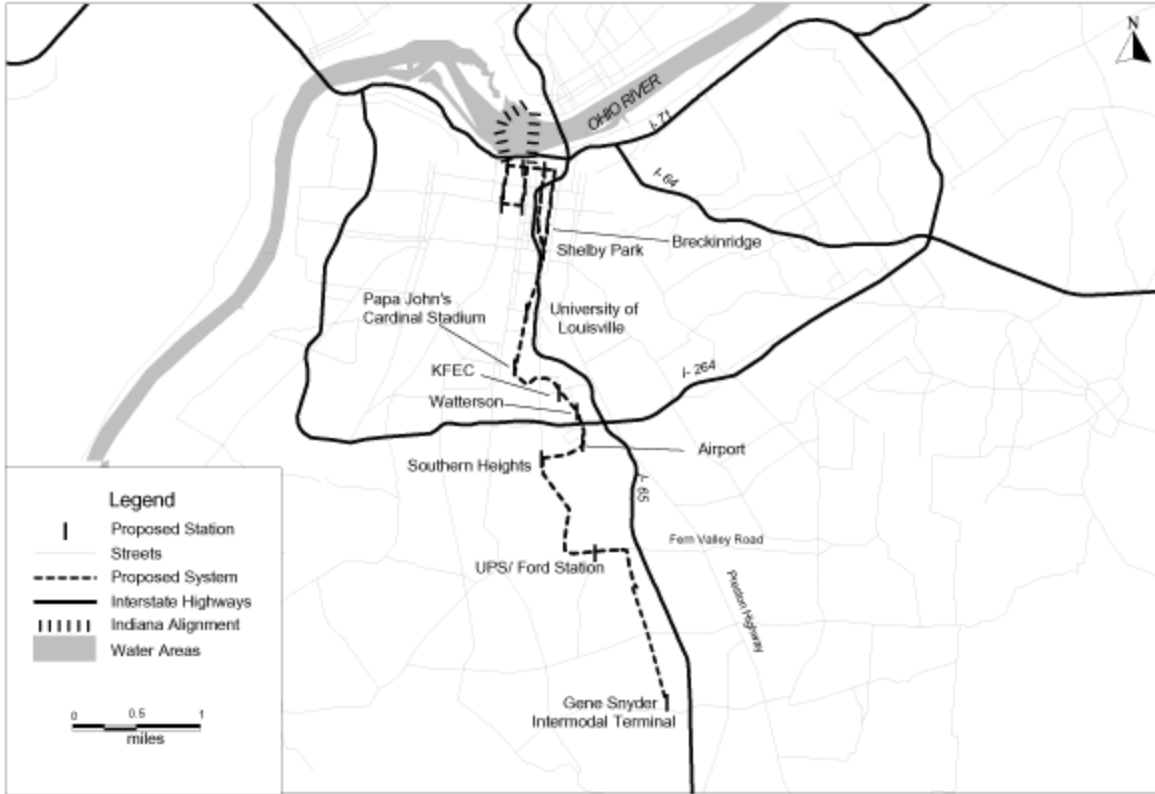 N
OHIO RIVER
I-71
I-64
Breckinridge
Shelby Park
Papa John's
Cardinal Stadium
University of
Louisville
KFEC
i-264
Watterson
Airport
Southern Heights
I-65
Fern Valley Road
UPS/ Ford Station
Preston Highway
Gene Snyder
Intermodal Terminal
Legend
Proposed Station
Streets
Proposed System
Interstate Highways
Indiana Alignment
Water Areas
0 0.5 1
miles